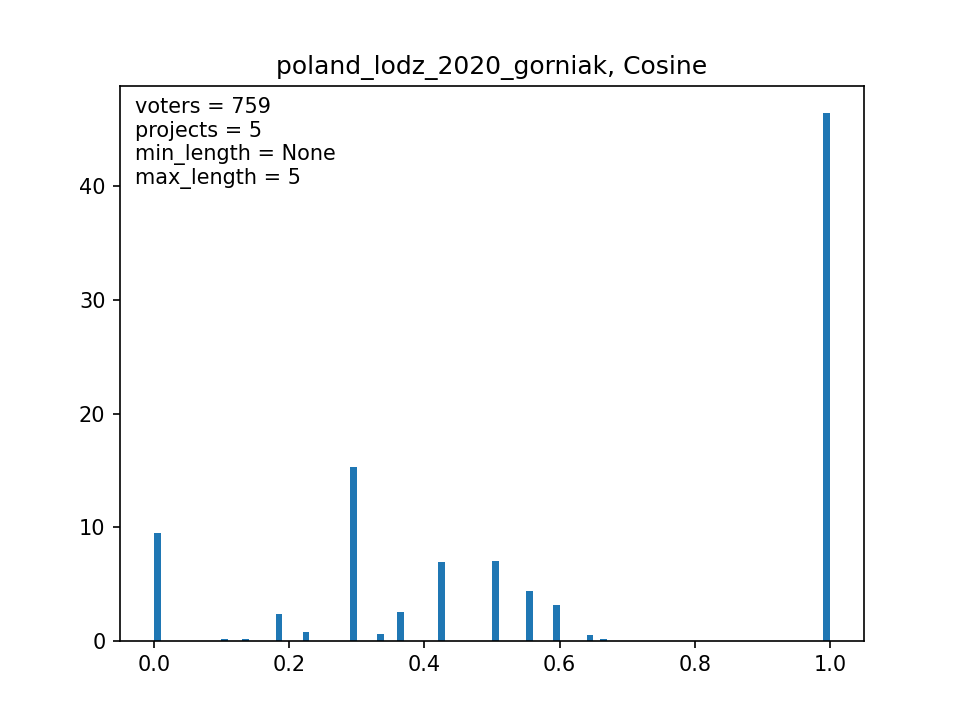 poland_lodz_2020_gorniak, Cosine
voters = 759
projects = 5
min_length = None
max_length = 5
40
30
20
10
0
0.0 0.2 0.4 0.6 0.8 1.0